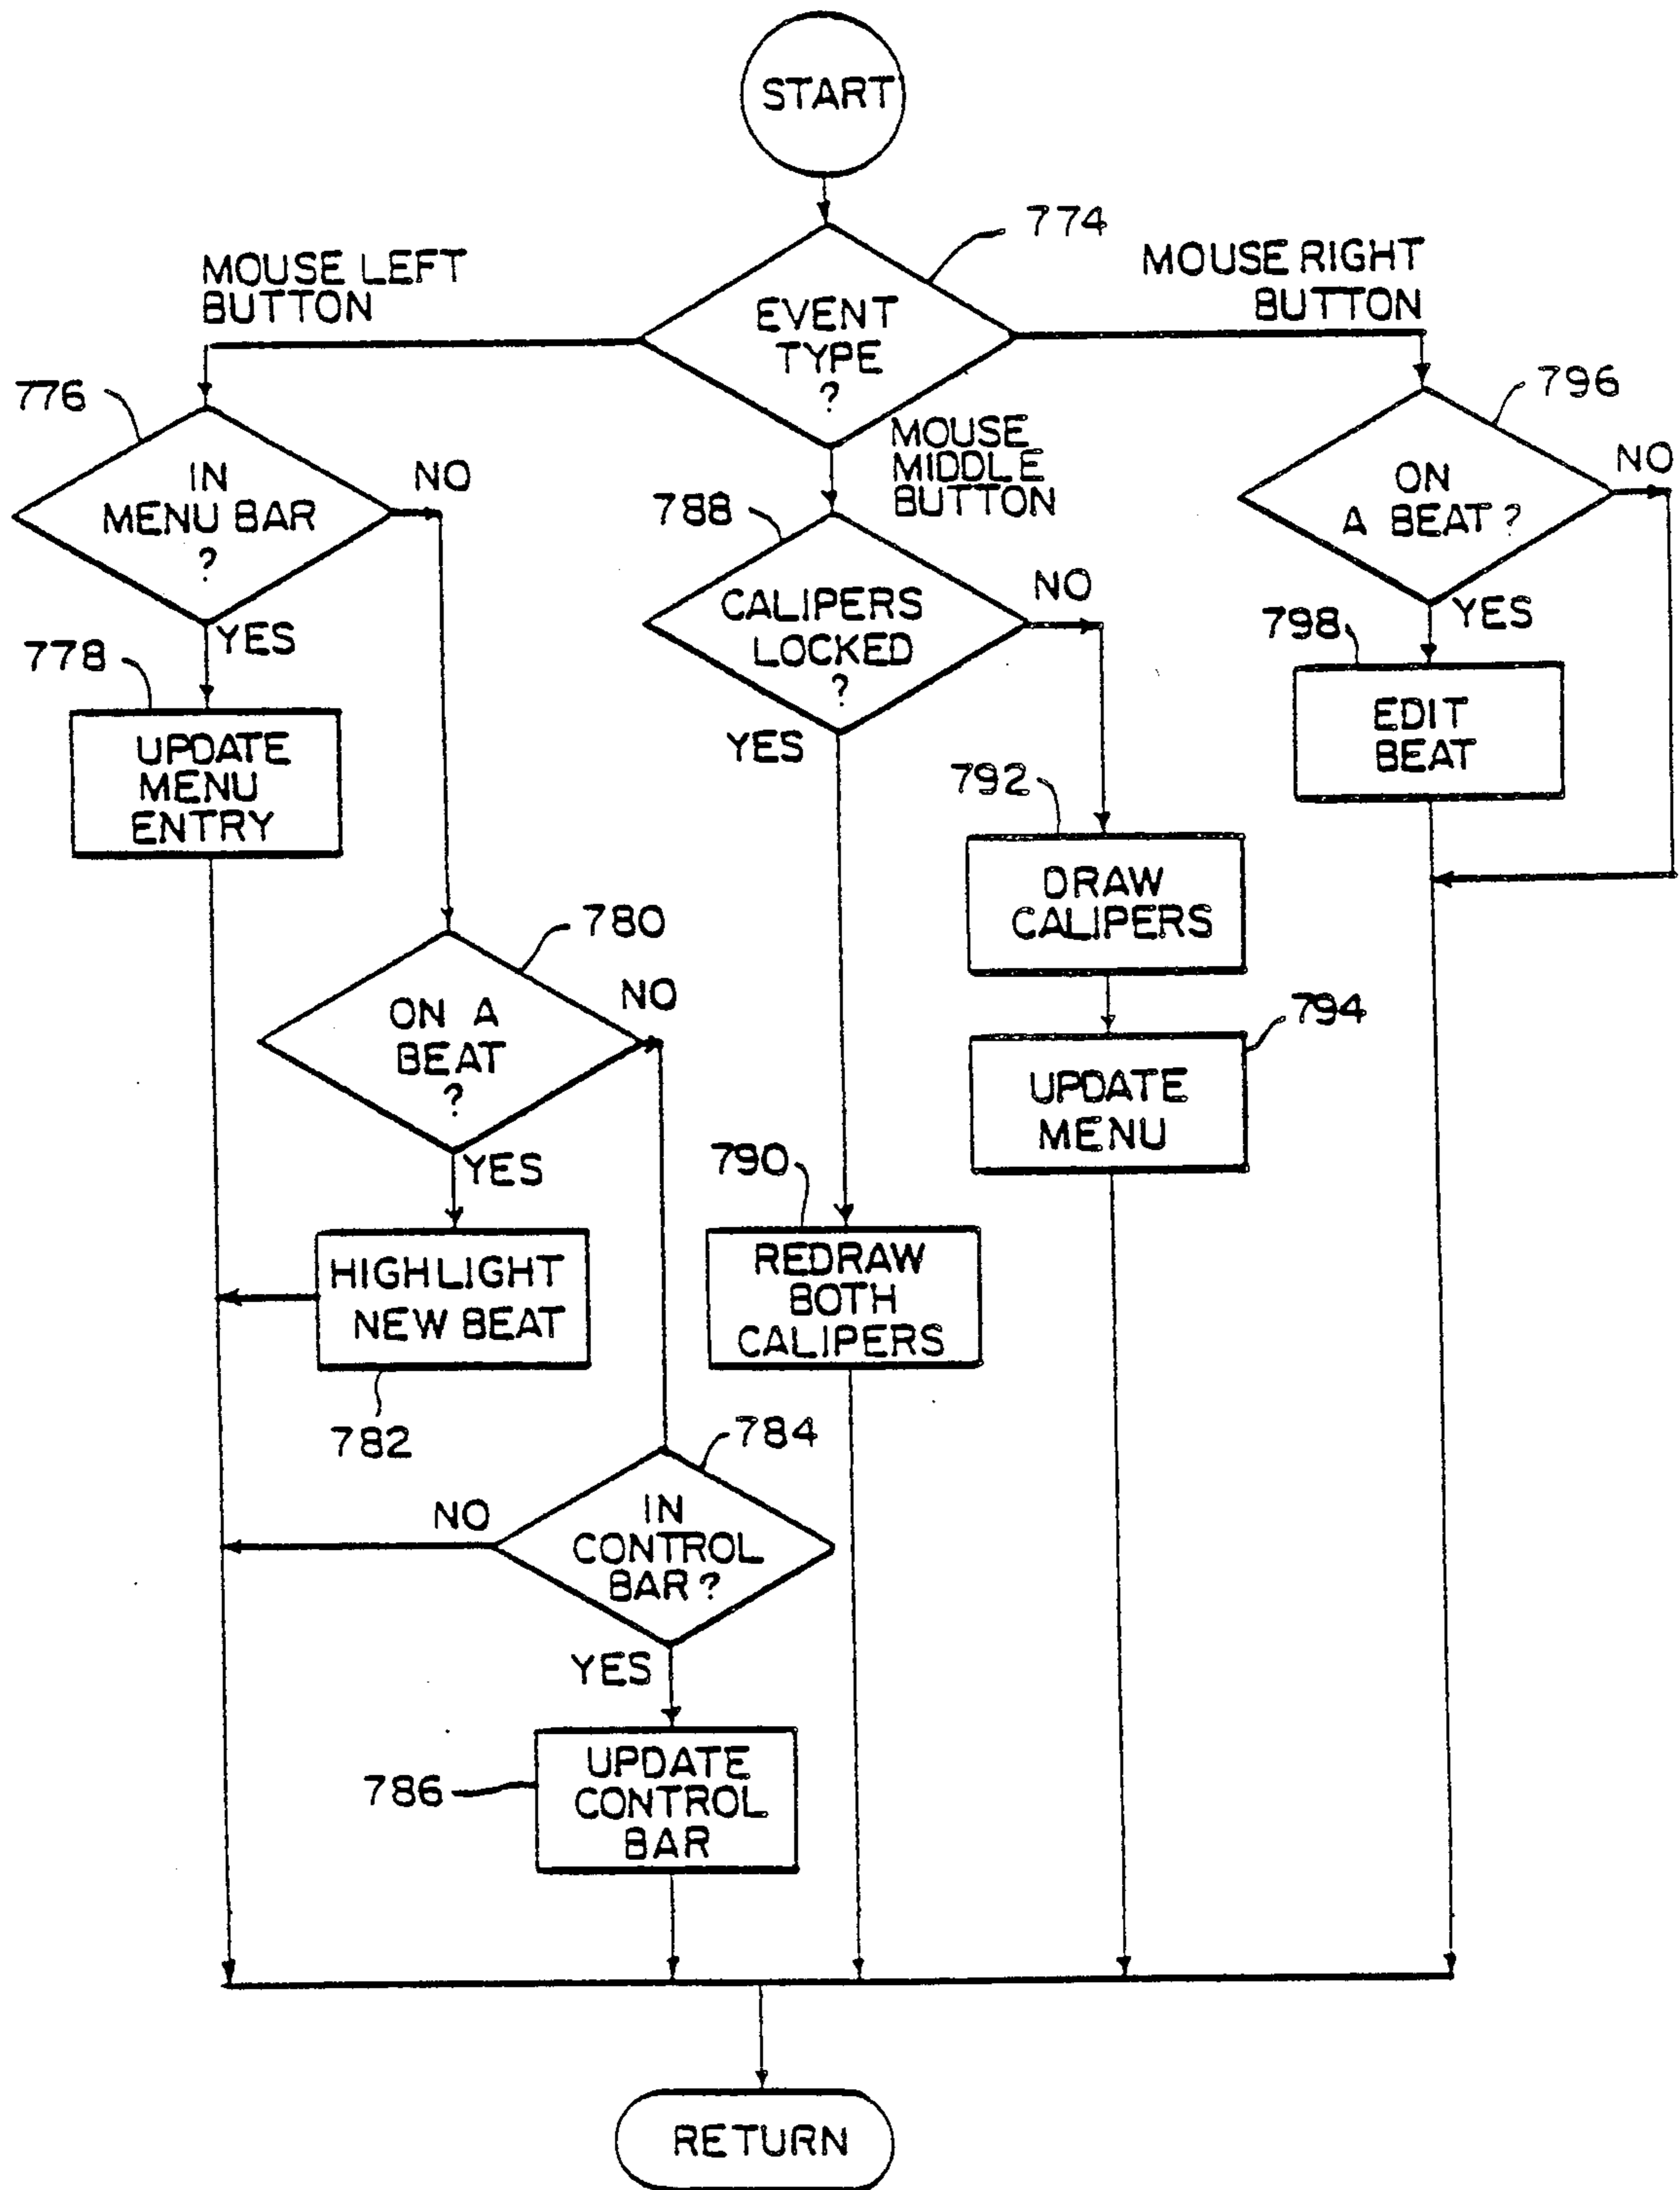 START
774
MOUSE LEFT
BUTTON
MOUSE RIGHT
BUTTON
EVENT
TYPE
?
776
796
MOUSE
MIDDLE
BUTTON
IN
MENU BAR
?
NO
788
ON
A BEAT?
NO
CALIPERS
LOCKED
?
NO
YES
778
YES
798
YES
UPDATE
MENU
ENTRY
EDIT
BEAT
792
DRAW
CALIPERS
780
ON A
BEAT
?
NO
794
UPDATE
MENU
YES
790
HIGHLIGHT
NEW BEAT
REDRAW
BOTH
CALIPERS
782
784
NO
IN
CONTROL
BAR?
YES
786
UPDATE
CONTROL
BAR
RETURN